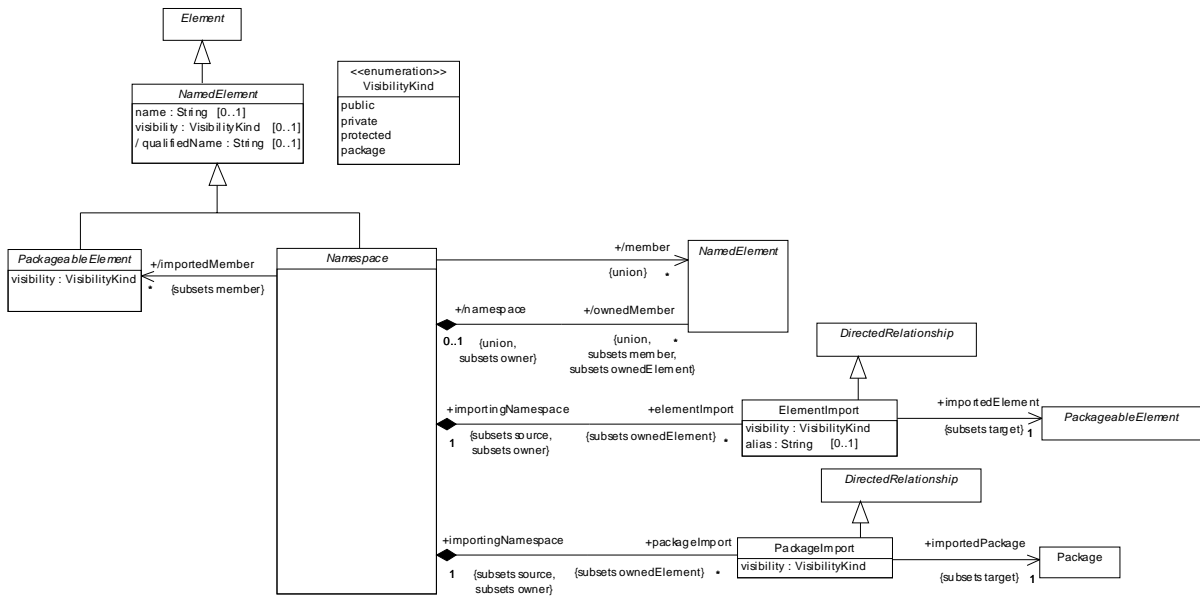 Element
NamedElement
name : String [0..1]
visibility : VisibilityKind [0..1]
/ qualifiedName : String [0..1]
<<enumeration>>
VisibilityKind
public
private
protected
package
PackageableElement
visibility : VisibilityKind
+/importedMember
*
{subsets member}
Namespace
+/member
{union}
*
NamedElement
+/namespace
0..1
{union,
subsets owner}
+/ownedMember
{union,
*
subsets member,
subsets ownedElement}
DirectedRelationship
+importingNamespace
1
{subsets source,
subsets owner}
+elementImport
{subsets ownedElement}
*
ElementImport
visibility : VisibilityKind
alias : String [0..1]
+importedElement
{subsets target}
1
PackageableElement
DirectedRelationship
+importingNamespace
1
{subsets source,
subsets owner}
+packageImport
{subsets ownedElement}
*
PackageImport
visibility : VisibilityKind
+importedPackage
{subsets target}
1
Package